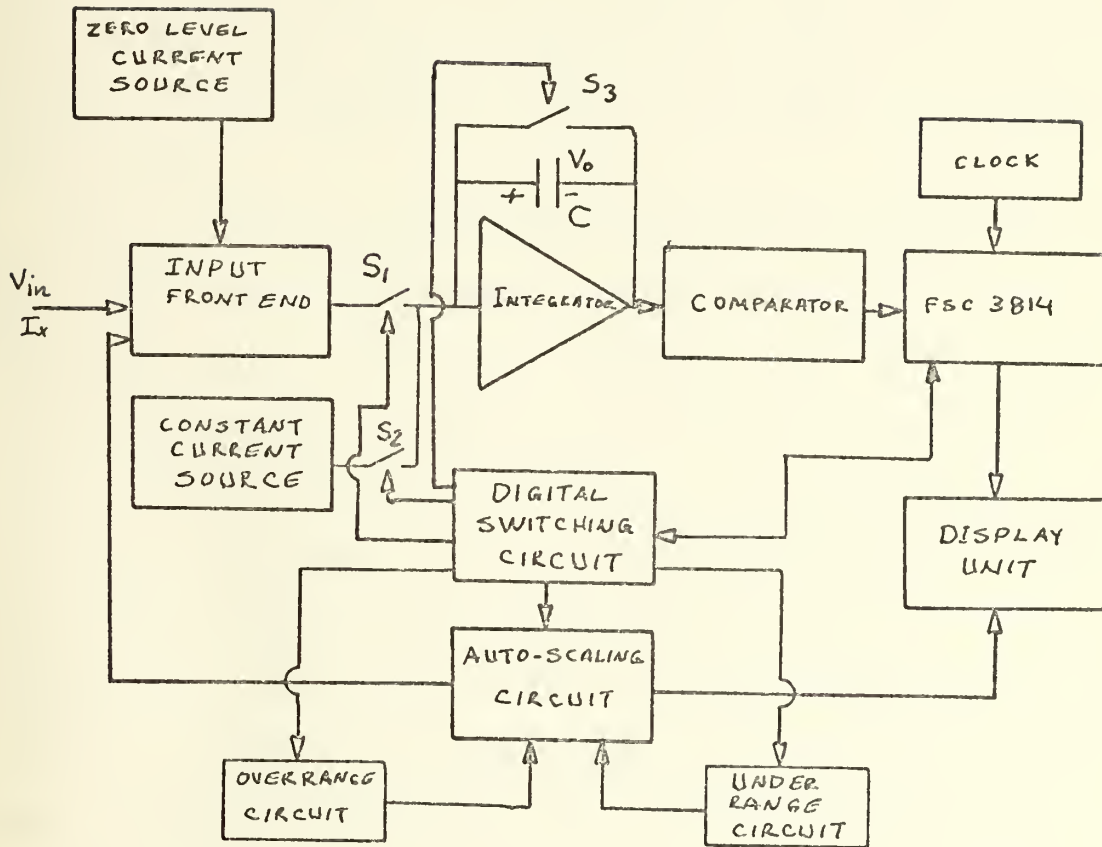 ZERO LEVEL
CURRENT
SOURCE
S3
CLOCK
V0
+ -
C
INPUT
FRONT END
S1
INTEGRATOR
COMPARATOR
FSC 3814
Vin
Ix
CONSTANT
CURRENT
SOURCE
S2
DIGITAL
SWITCHING
CIRCUIT
DISPLAY
UNIT
AUTO-SCALING
CIRCUIT
OVERRANGE
CIRCUIT
UNDER
RANGE
CIRCUIT